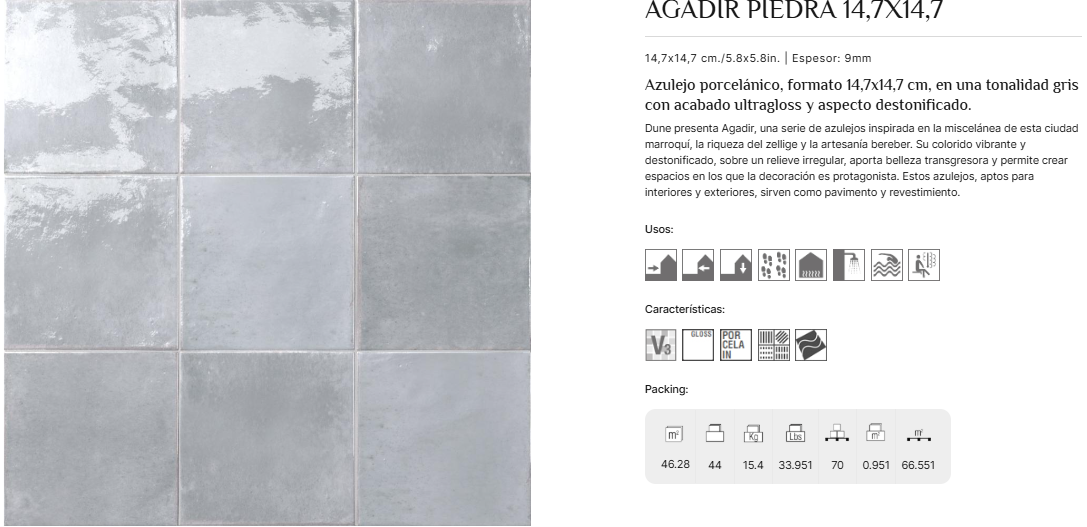 AGADIR PIEDRA 14,7X14,7
14,7x14,7 cm./5.8x5.8in. | Espesor: 9mm
Azulejo porcelánico, formato 14,7x14,7 cm, en una tonalidad gris
con acabado ultragloss y aspecto destonificado.
Dune presenta Agadir, una serie de azulejos inspirada en la miscelánea de esta ciudad
marroquí, la riqueza del zellige y la artesanía bereber. Su colorido vibrante y
destonificado, sobre un relieve irregular, aporta belleza transgresora y permite crear
espacios en los que la decoración es protagonista. Estos azulejos, aptos para
interiores y exteriores, sirven como pavimento y revestimiento.
Usos:
Características:
V3 GLOSS POR
CELA
IN
Packing:
m² Kg Lbs m² m²
46.28 44 15.4 33.951 70 0.951 66.551